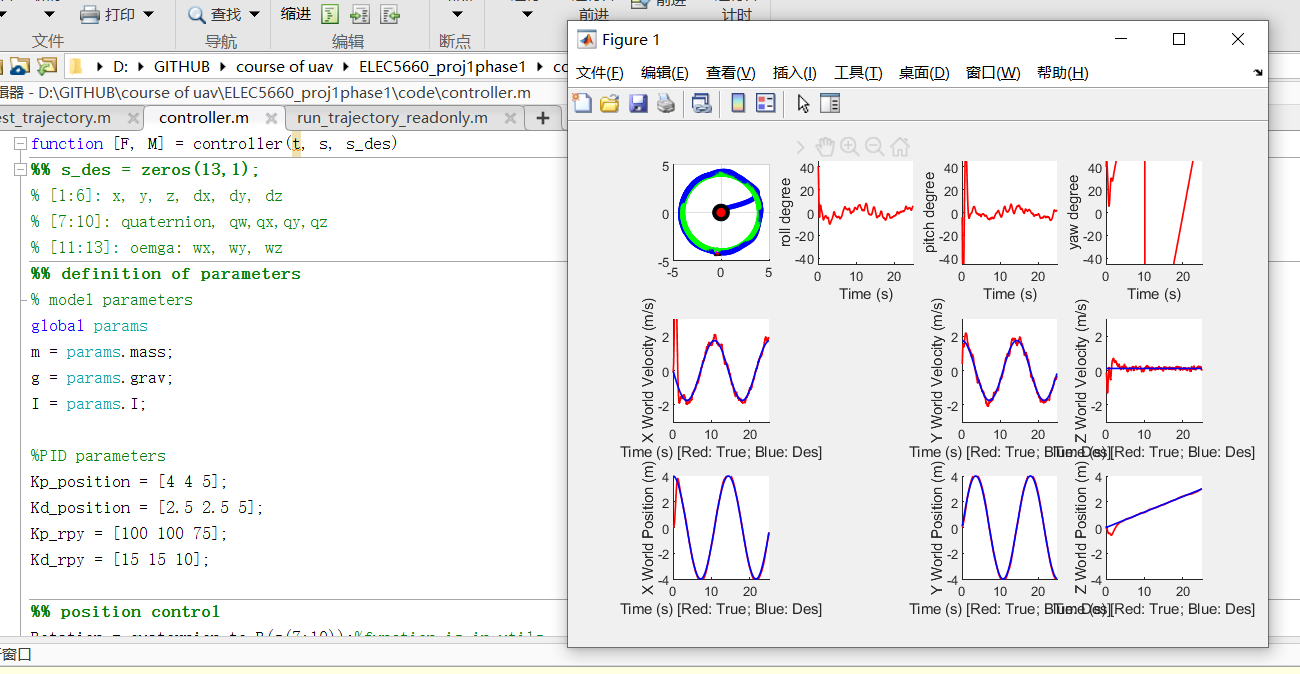 打印
查找
缩进
前进
前进
计时
文件
导航
编辑
断点
D: ▸ GITHUB ▸ course of uav ▸ ELEC5660_proj1phase1 ▸
辑器 - D:\GITHUB\course of uav\ELEC5660_proj1phase1\code\controller.m
est_trajectory.m
controller.m
run_trajectory_readonly.m
function [F, M] = controller(t, s, s_des)
%% s_des = zeros(13,1);
% [1:6]: x, y, z, dx, dy, dz
% [7:10]: quaternion, qw,qx,qy,qz
% [11:13]: oemga: wx, wy, wz
%% definition of parameters
% model parameters
global params
m = params.mass;
g = params.grav;
I = params.I;
%PID parameters
Kp_position = [4 4 5];
Kd_position = [2.5 2.5 5];
Kp_rpy = [100 100 75];
Kd_rpy = [15 15 10];
%% position control
窗口
Figure 1
文件(F) 编辑(E) 查看(V) 插入(I) 工具(T) 桌面(D) 窗口(W) 帮助(H)
5
0
-5
-5 0 5
roll degree
40
20
0
-20
-40
0 10 20
Time (s)
pitch degree
40
20
0
-20
-40
0 10 20
Time (s)
yaw degree
40
20
0
-20
-40
0 10 20
Time (s)
X World Velocity (m/s)
2
0
-2
0 10 20
Time (s) [Red: True; Blue: Des]
Y World Velocity (m/s)
2
0
-2
0 10 20
Time (s) [Red: True; Blue: Des]
Z World Velocity (m/s)
2
0
-2
0 10 20
Time (s) [Red: True; Blue: Des]
X World Position (m)
4
2
0
-2
-4
0 10 20
Time (s) [Red: True; Blue: Des]
Y World Position (m)
4
2
0
-2
-4
0 10 20
Time (s) [Red: True; Blue: Des]
Z World Position (m)
4
2
0
-2
-4
0 10 20
Time (s) [Red: True; Blue: Des]